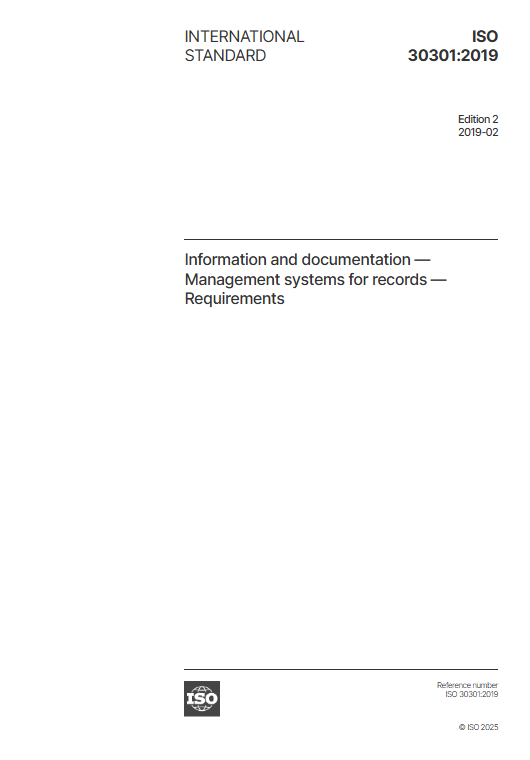 INTERNATIONAL
STANDARD
ISO
30301:2019
Edition 2
2019-02
Information and documentation —
Management systems for records —
Requirements
ISO
Reference number
ISO 30301:2019
© ISO 2025